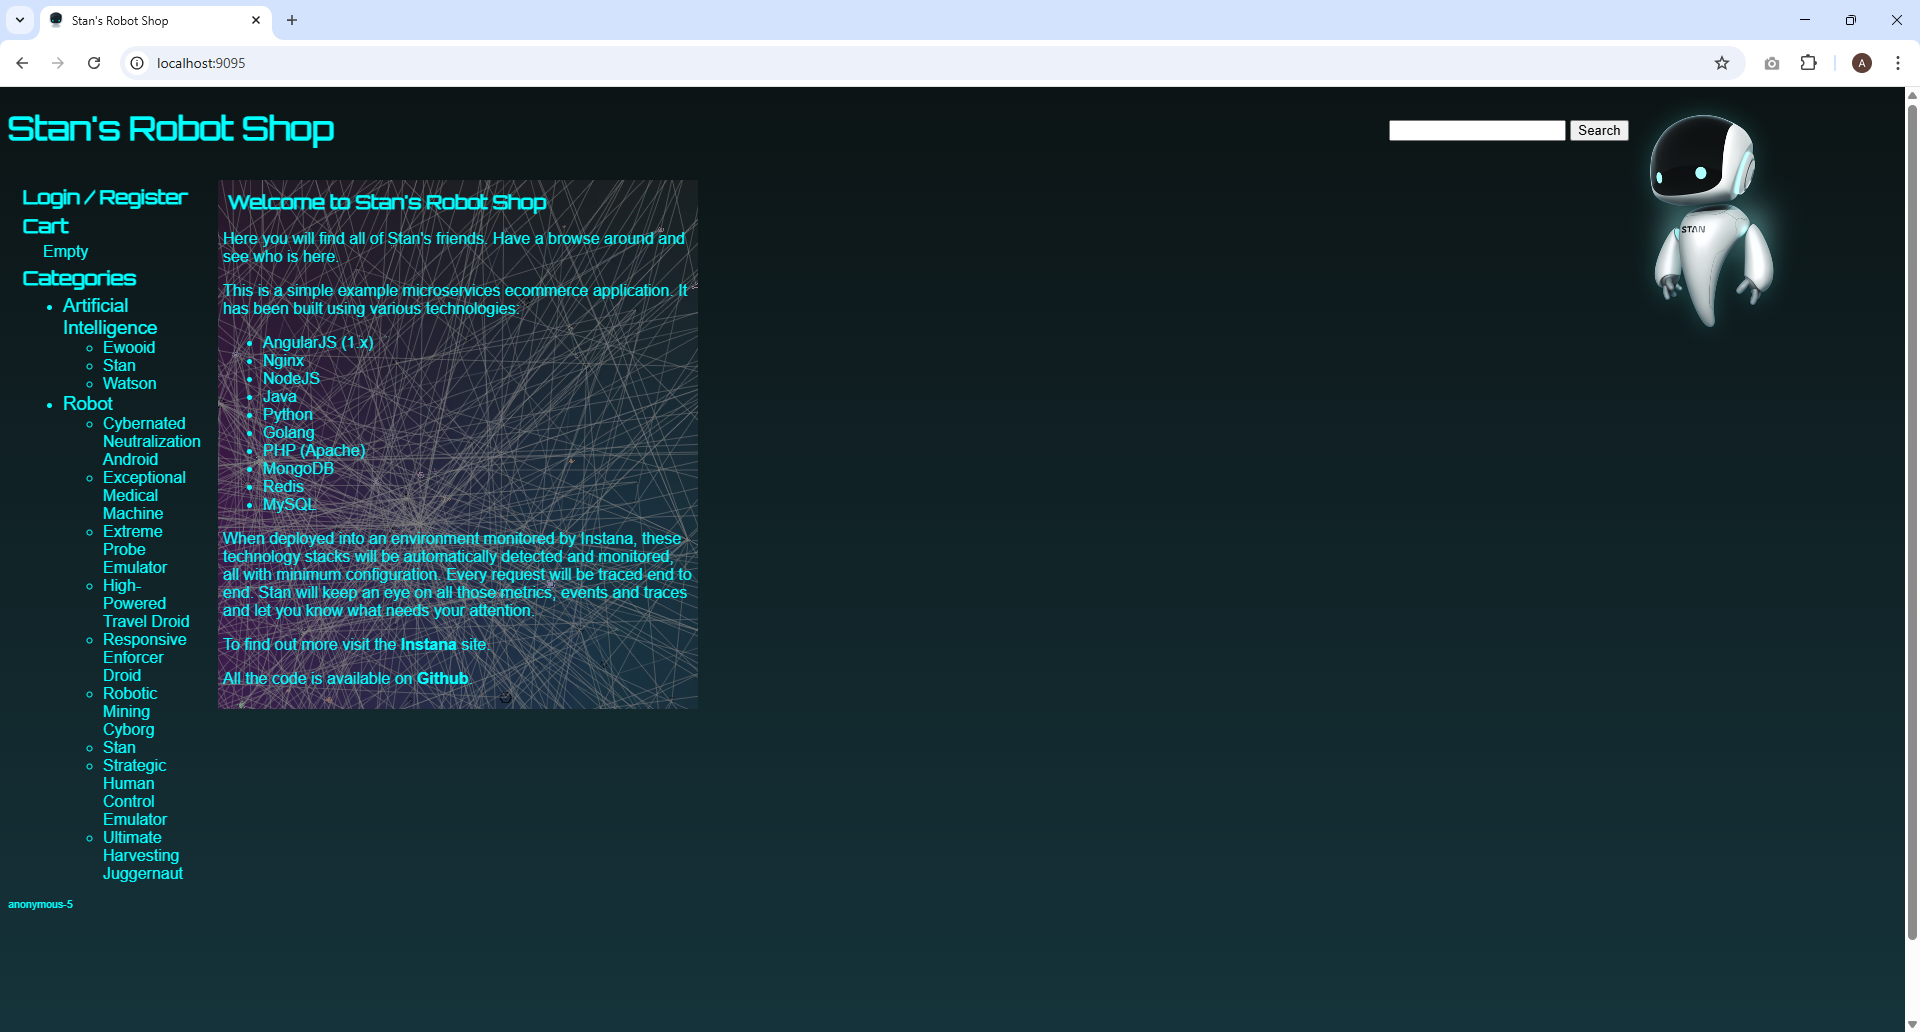 Stan's Robot Shop
localhost:9095
A
Stan's Robot Shop
Search
STAN
Login / Register
Cart
Empty
Categories
Artificial
Intelligence
Ewooid
Stan
Watson
Robot
Cybernated
Neutralization
Android
Exceptional
Medical
Machine
Extreme
Probe
Emulator
High-
Powered
Travel Droid
Responsive
Enforcer
Droid
Robotic
Mining
Cyborg
Stan
Strategic
Human
Control
Emulator
Ultimate
Harvesting
Juggernaut
anonymous-5
Welcome to Stan's Robot Shop
Here you will find all of Stan's friends. Have a browse around and
see who is here.
This is a simple example microservices ecommerce application. It
has been built using various technologies:
AngularJS (1.x)
Nginx
NodeJS
Java
Python
Golang
PHP (Apache)
MongoDB
Redis
MySQL
When deployed into an environment monitored by Instana, these
technology stacks will be automatically detected and monitored,
all with minimum configuration. Every request will be traced end to
end. Stan will keep an eye on all those metrics, events and traces
and let you know what needs your attention.
To find out more visit the Instana site.
All the code is available on Github.